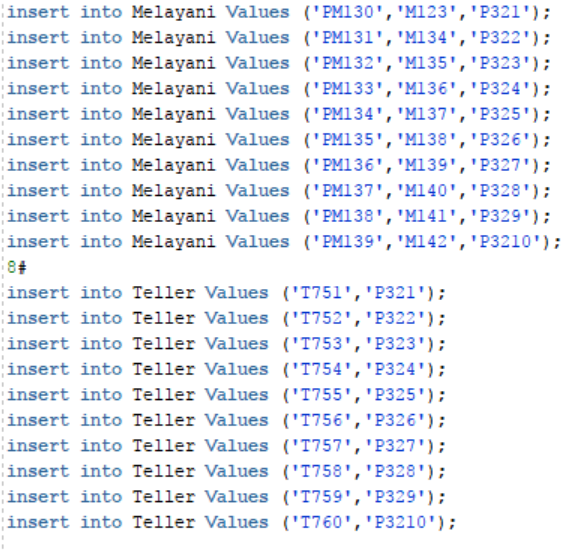 insert into Melayani Values ('PM130','M123','P321');
insert into Melayani Values ('PM131','M134','P322');
insert into Melayani Values ('PM132','M135','P323');
insert into Melayani Values ('PM133','M136','P324');
insert into Melayani Values ('PM134','M137','P325');
insert into Melayani Values ('PM135','M138','P326');
insert into Melayani Values ('PM136','M139','P327');
insert into Melayani Values ('PM137','M140','P328');
insert into Melayani Values ('PM138','M141','P329');
insert into Melayani Values ('PM139','M142','P3210');
8#
insert into Teller Values ('T751','P321');
insert into Teller Values ('T752','P322');
insert into Teller Values ('T753','P323');
insert into Teller Values ('T754','P324');
insert into Teller Values ('T755','P325');
insert into Teller Values ('T756','P326');
insert into Teller Values ('T757','P327');
insert into Teller Values ('T758','P328');
insert into Teller Values ('T759','P329');
insert into Teller Values ('T760','P3210');